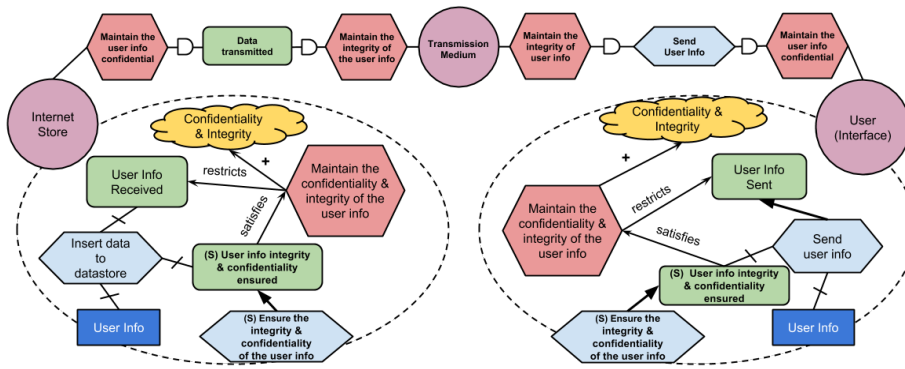 Maintain the
user info
confidential
Data
transmitted
Maintain the
integrity of
the user info
Transmission
Medium
Maintain the
integrity of
user info
Send
User Info
Maintain the
user info
confidential
Internet
Store
User
(Interface)
Confidentiality
& Integrity
+
User Info
Received
restricts
Maintain the
confidentiality &
integrity of the
user info
satisfies
Insert data
to
datastore
(S) User info integrity
& confidentiality
ensured
User Info
(S) Ensure the
integrity &
confidentiality
of the user info
Confidentiality &
Integrity
+
User Info
Sent
restricts
Maintain the
confidentiality &
integrity of the
user info
satisfies
Send
user info
(S) User info integrity
& confidentiality
ensured
(S) Ensure the
integrity &
confidentiality
of the user info
User Info